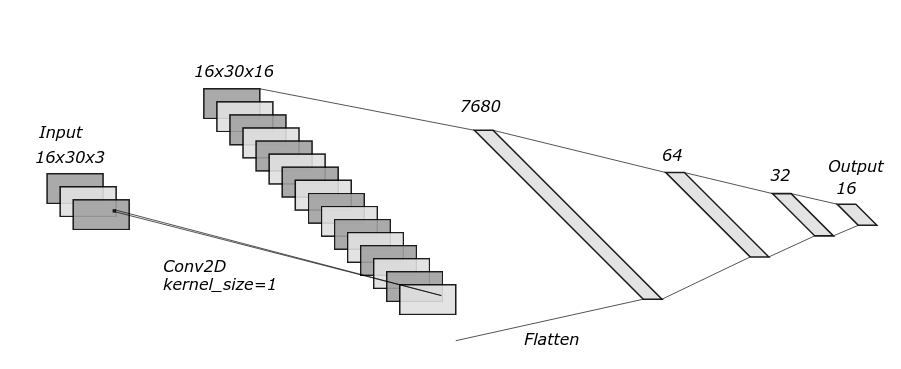 Input
16x30x3
16x30x16
Conv2D
kernel_size=1
7680
Flatten
64
32
Output
16